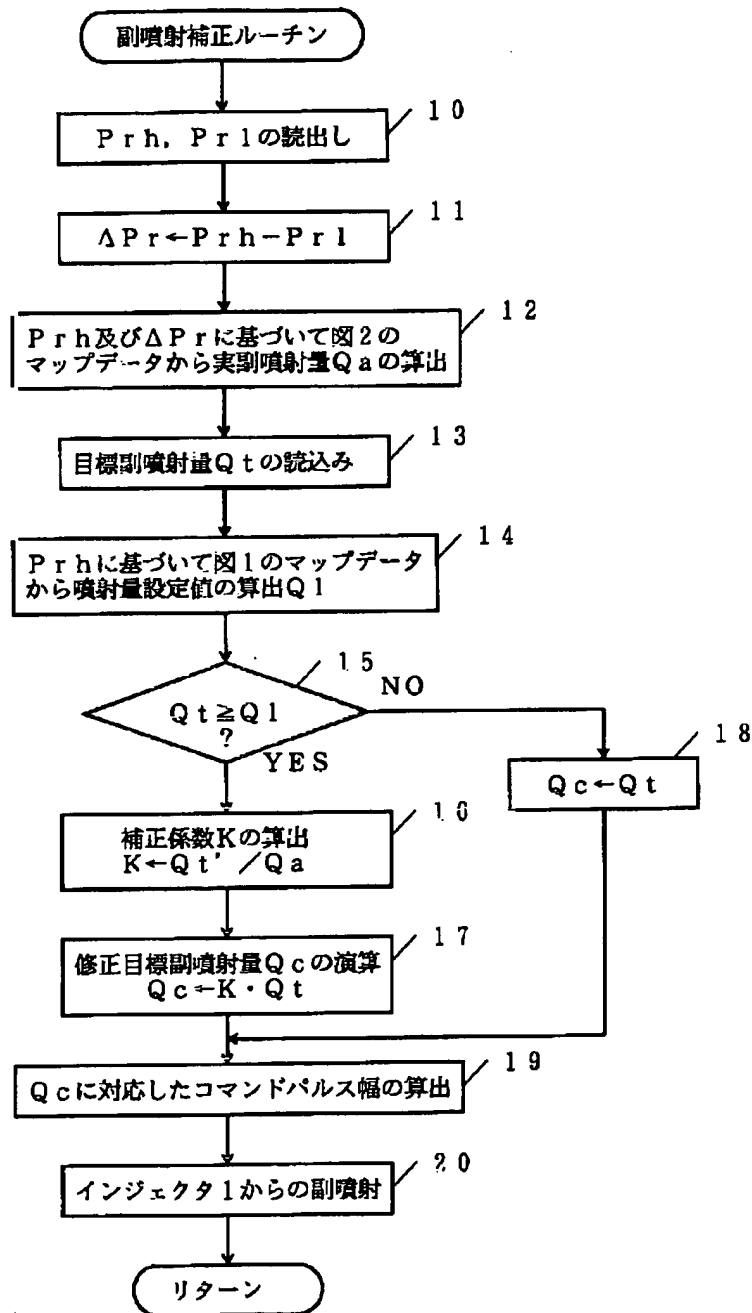 副噴射補正ルーチン
10
Prh, Prlの読出し
11
ΔPr←Prh−Prl
12
Prh及びΔPrに基づいて図2の
マップデータから実副噴射量Qaの算出
13
目標副噴射量Qtの読込み
14
Prhに基づいて図1のマップデータ
から噴射量設定値の算出Ql
15
NO
Qt≧Ql
?
YES
18
Qc←Qt
16
補正係数Kの算出
K←Qt'/Qa
17
修正目標副噴射量Qcの演算
Qc←K・Qt
19
Qcに対応したコマンドパルス幅の算出
20
インジェクタ1からの副噴射
リターン